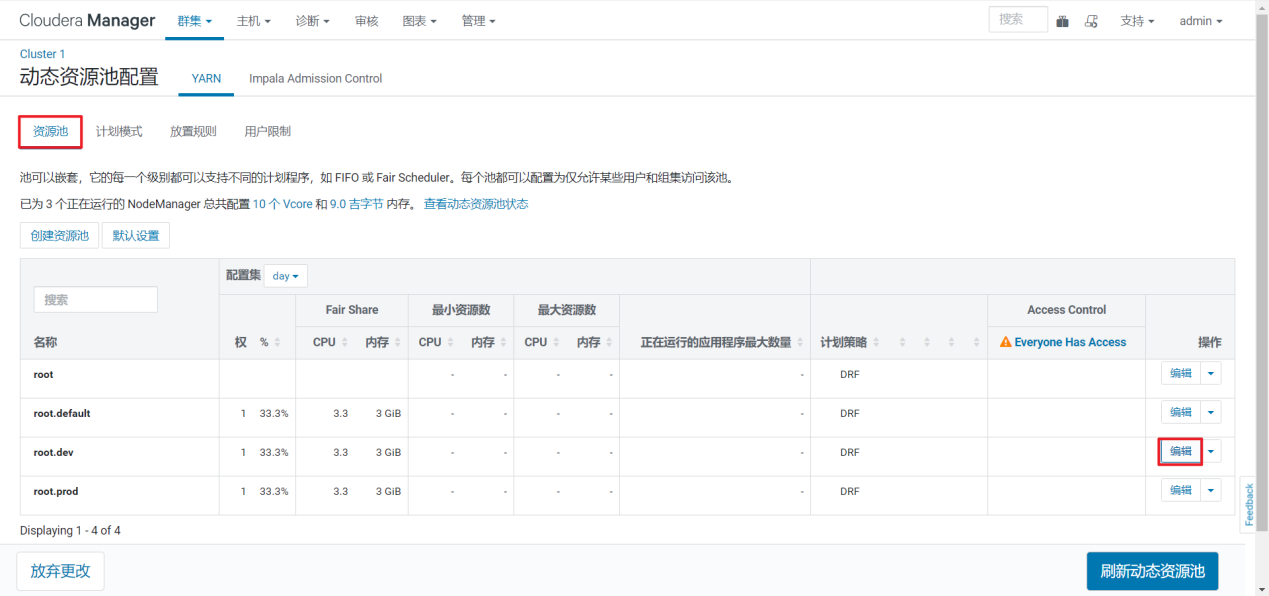 Cloudera Manager 群集 主机 诊断 审核 图表 管理 搜索 支持 admin
Cluster 1
动态资源池配置 YARN Impala Admission Control
资源池 计划模式 放置规则 用户限制
池可以嵌套，它的每一个级别都可以支持不同的计划程序，如 FIFO 或 Fair Scheduler。每个池都可以配置为仅允许某些用户和组集访问该池。
已为 3 个正在运行的 NodeManager 总共配置 10 个 Vcore 和 9.0 吉字节 内存。 查看动态资源池状态
创建资源池 默认设置
配置集 day
搜索
Fair Share 最小资源数 最大资源数 Access Control
名称 权 % CPU 内存 CPU 内存 CPU 内存 正在运行的应用程序最大数量 计划策略 Everyone Has Access 操作
root - - - - - DRF 编辑
root.default 1 33.3% 3.3 3 GiB - - - - - DRF 编辑
root.dev 1 33.3% 3.3 3 GiB - - - - - DRF 编辑
root.prod 1 33.3% 3.3 3 GiB - - - - - DRF 编辑
Feedback
Displaying 1 - 4 of 4
放弃更改 刷新动态资源池